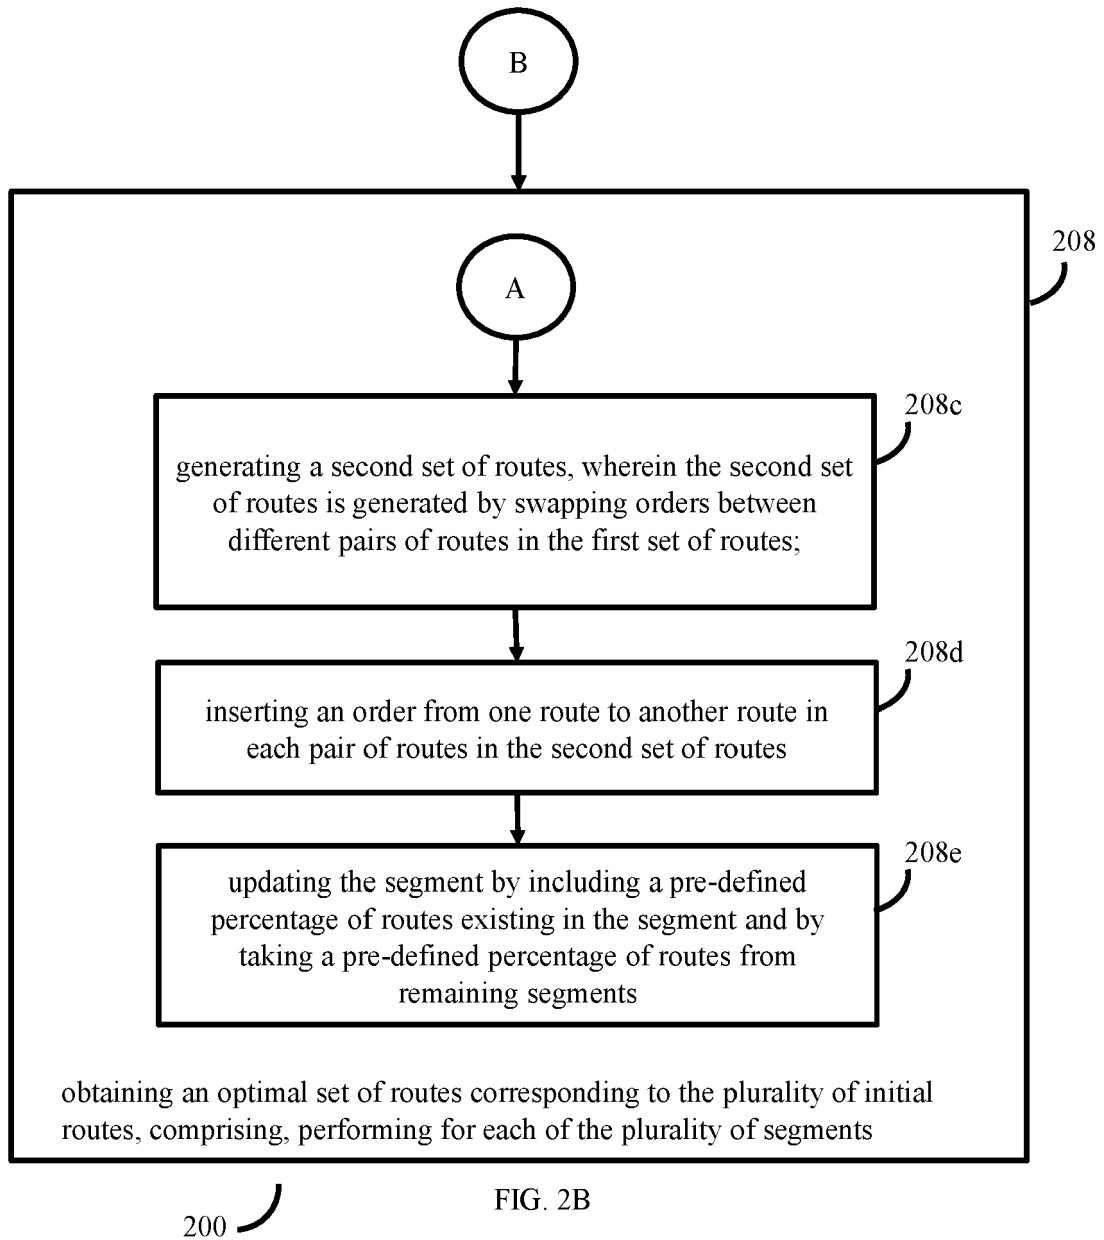 B
208
A
208c
generating a second set of routes, wherein the second set
of routes is generated by swapping orders between
different pairs of routes in the first set of routes;
208d
inserting an order from one route to another route in
each pair of routes in the second set of routes
208e
updating the segment by including a pre-defined
percentage of routes existing in the segment and by
taking a pre-defined percentage of routes from
remaining segments
obtaining an optimal set of routes corresponding to the plurality of initial
routes, comprising, performing for each of the plurality of segments
FIG. 2B
200